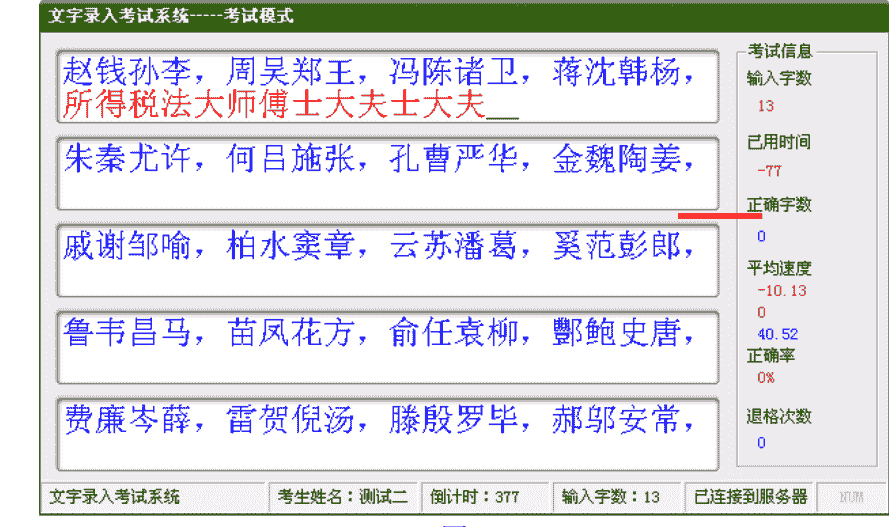 文字录入考试系统-----考试模式
赵钱孙李，周吴郑王，冯陈诸卫，蒋沈韩杨，
所得税法大师傅士大夫士大夫__
朱秦尤许，何吕施张，孔曹严华，金魏陶姜，
戚谢邹喻，柏水窦章，云苏潘葛，奚范彭郎，
鲁韦昌马，苗凤花方，俞任袁柳，酆鲍史唐，
费廉岑薛，雷贺倪汤，滕殷罗毕，郝邬安常，
考试信息
输入字数
13
已用时间
-77
正确字数
0
平均速度
-10.13
0
40.52
正确率
0%
退格次数
0
文字录入考试系统 考生姓名：测试二 倒计时：377 输入字数：13 已连接到服务器 NUM